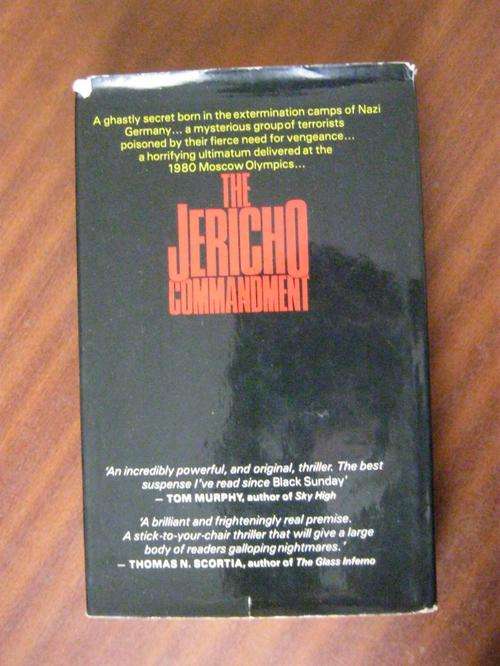 A ghastly secret born in the extermination camps of Nazi
Germany... a mysterious group of terrorists
poisoned by their fierce need for vengeance...
a horrifying ultimatum delivered at the
1980 Moscow Olympics...
THE
JERICHO
COMMANDMENT
'An incredibly powerful, and original, thriller. The best
suspense I've read since Black Sunday'
— TOM MURPHY, author of Sky High
'A brilliant and frighteningly real premise.
A stick-to-your-chair thriller that will give a large
body of readers galloping nightmares.'
— THOMAS N. SCORTIA, author of The Glass Inferno